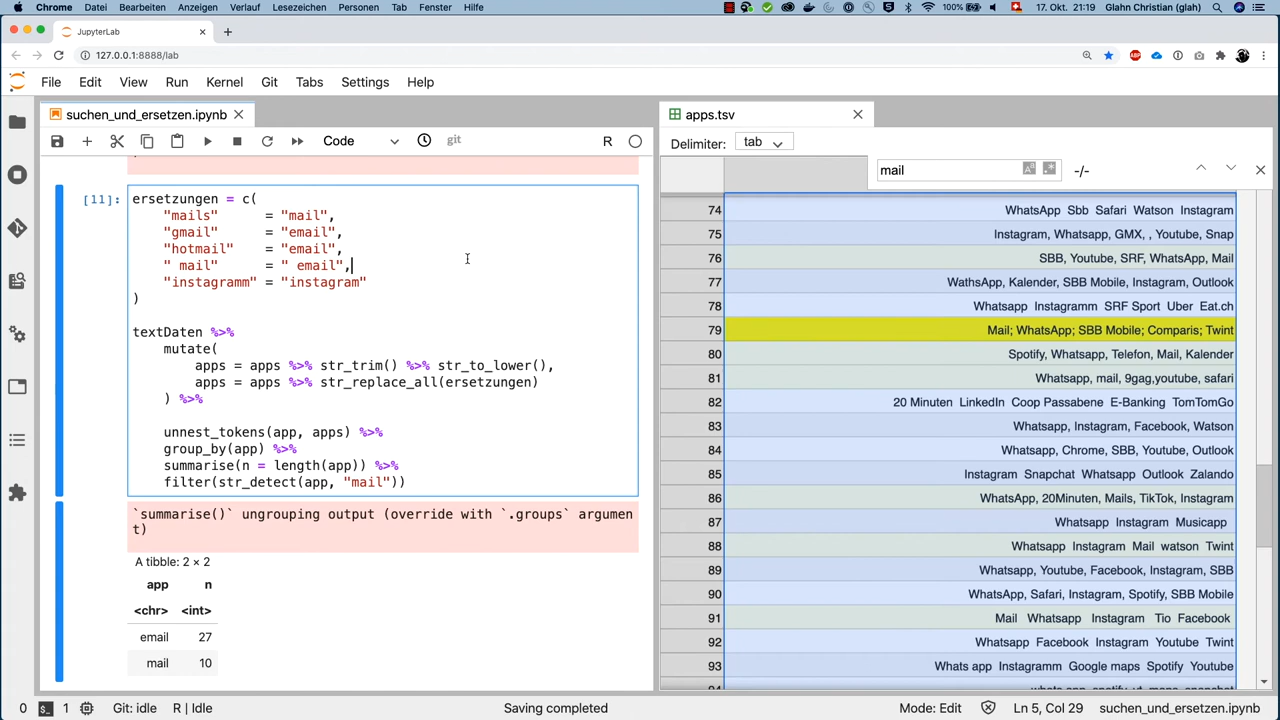 Chrome Datei Bearbeiten Anzeigen Verlauf Lesezeichen Personen Tab Fenster Hilfe 100% 17. Okt. 21:19 Glahn Christian (glah)
JupyterLab
127.0.0.1:8888/lab
File Edit View Run Kernel Git Tabs Settings Help
suchen_und_ersetzen.ipynb
Code git R
[11]:
ersetzungen = c(
"mails" = "mail",
"gmail" = "email",
"hotmail" = "email",
" mail" = " email",
"instagramm" = "instagram"
)
textDaten %>%
mutate(
apps = apps %>% str_trim() %>% str_to_lower(),
apps = apps %>% str_replace_all(ersetzungen)
) %>%
unnest_tokens(app, apps) %>%
group_by(app) %>%
summarise(n = length(app)) %>%
filter(str_detect(app, "mail"))
`summarise()` ungrouping output (override with `.groups` argumen
t)
A tibble: 2 × 2
app n
<chr> <int>
email 27
mail 10
apps.tsv
Delimiter: tab
mail -/-
74 WhatsApp Sbb Safari Watson Instagram
75 Instagram, Whatsapp, GMX, , Youtube, Snap
76 SBB, Youtube, SRF, WhatsApp, Mail
77 WathsApp, Kalender, SBB Mobile, Instagram, Outlook
78 Whatsapp Instagramm SRF Sport Uber Eat.ch
79 Mail; WhatsApp; SBB Mobile; Comparis; Twint
80 Spotify, Whatsapp, Telefon, Mail, Kalender
81 Whatsapp, mail, 9gag,youtube, safari
82 20 Minuten LinkedIn Coop Passabene E-Banking TomTomGo
83 Whatsapp, Instagram, Facebook, Watson
84 Whatsapp, Chrome, SBB, Youtube, Outlook
85 Instagram Snapchat Whatsapp Outlook Zalando
86 WhatsApp, 20Minuten, Mails, TikTok, Instagram
87 Whatsapp Instagram Musicapp
88 Whatsapp Instagram Mail watson Twint
89 Whatsapp, Youtube, Facebook, Instagram, SBB
90 WhatsApp, Safari, Instagram, Spotify, SBB Mobile
91 Mail Whatsapp Instagram Tio Facebook
92 Whatsapp Facebook Instagram Youtube Twint
93 Whats app Instagramm Google maps Spotify Youtube
0 1 Git: idle R | Idle Saving completed Mode: Edit Ln 5, Col 29 suchen_und_ersetzen.ipynb